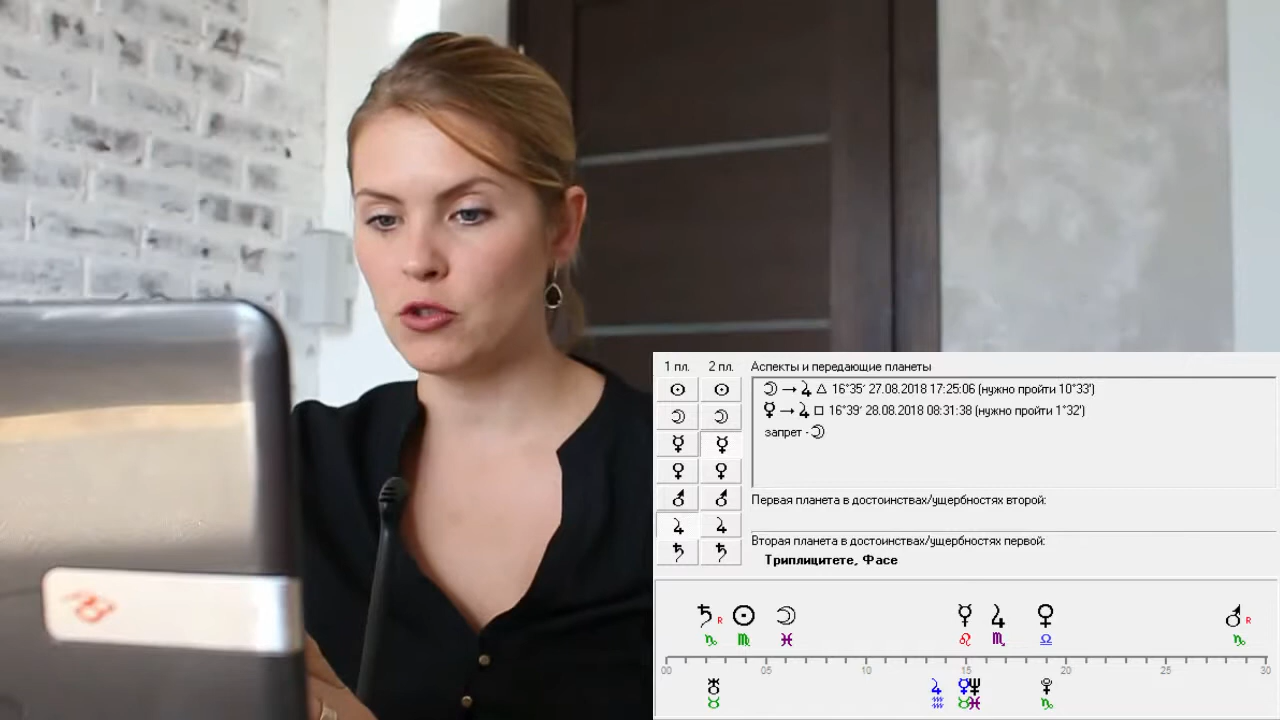 1 пл. 2 пл. Аспекты и передающие планеты
☽ → ♃ △ 16°35' 27.08.2018 17:25:06 (нужно пройти 10°33')
☿ → ♃ □ 16°39' 28.08.2018 08:31:38 (нужно пройти 1°32')
запрет - ☽
Первая планета в достоинствах/ущербностях второй:
Вторая планета в достоинствах/ущербностях первой:
Триплицитете, Фасе
R R
00 05 10 15 20 25 30